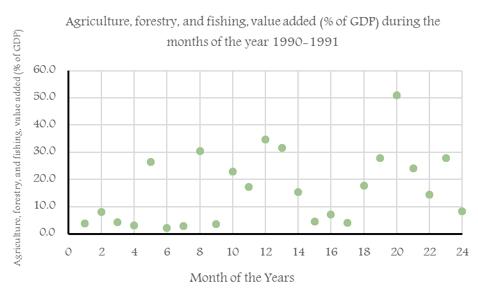 Agriculture, forestry, and fishing, value added (% of GDP) during the
months of the year 1990-1991
Agriculture, forestry, and fishing, value added (% of GDP)
60.0
50.0
40.0
30.0
20.0
10.0
0.0
0 2 4 6 8 10 12 14 16 18 20 22 24
Month of the Years